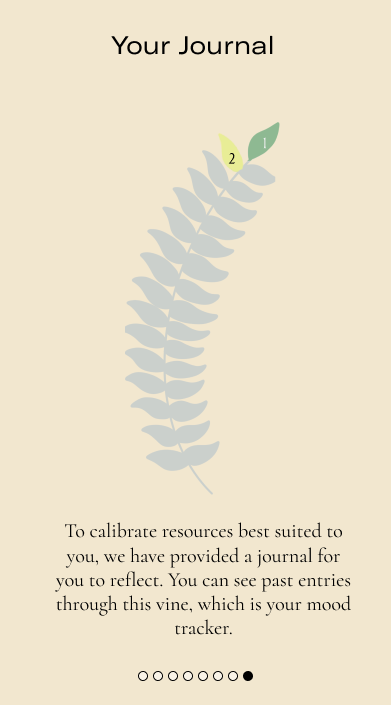 Your Journal
1
2
To calibrate resources best suited to
you, we have provided a journal for
you to reflect. You can see past entries
through this vine, which is your mood
tracker.